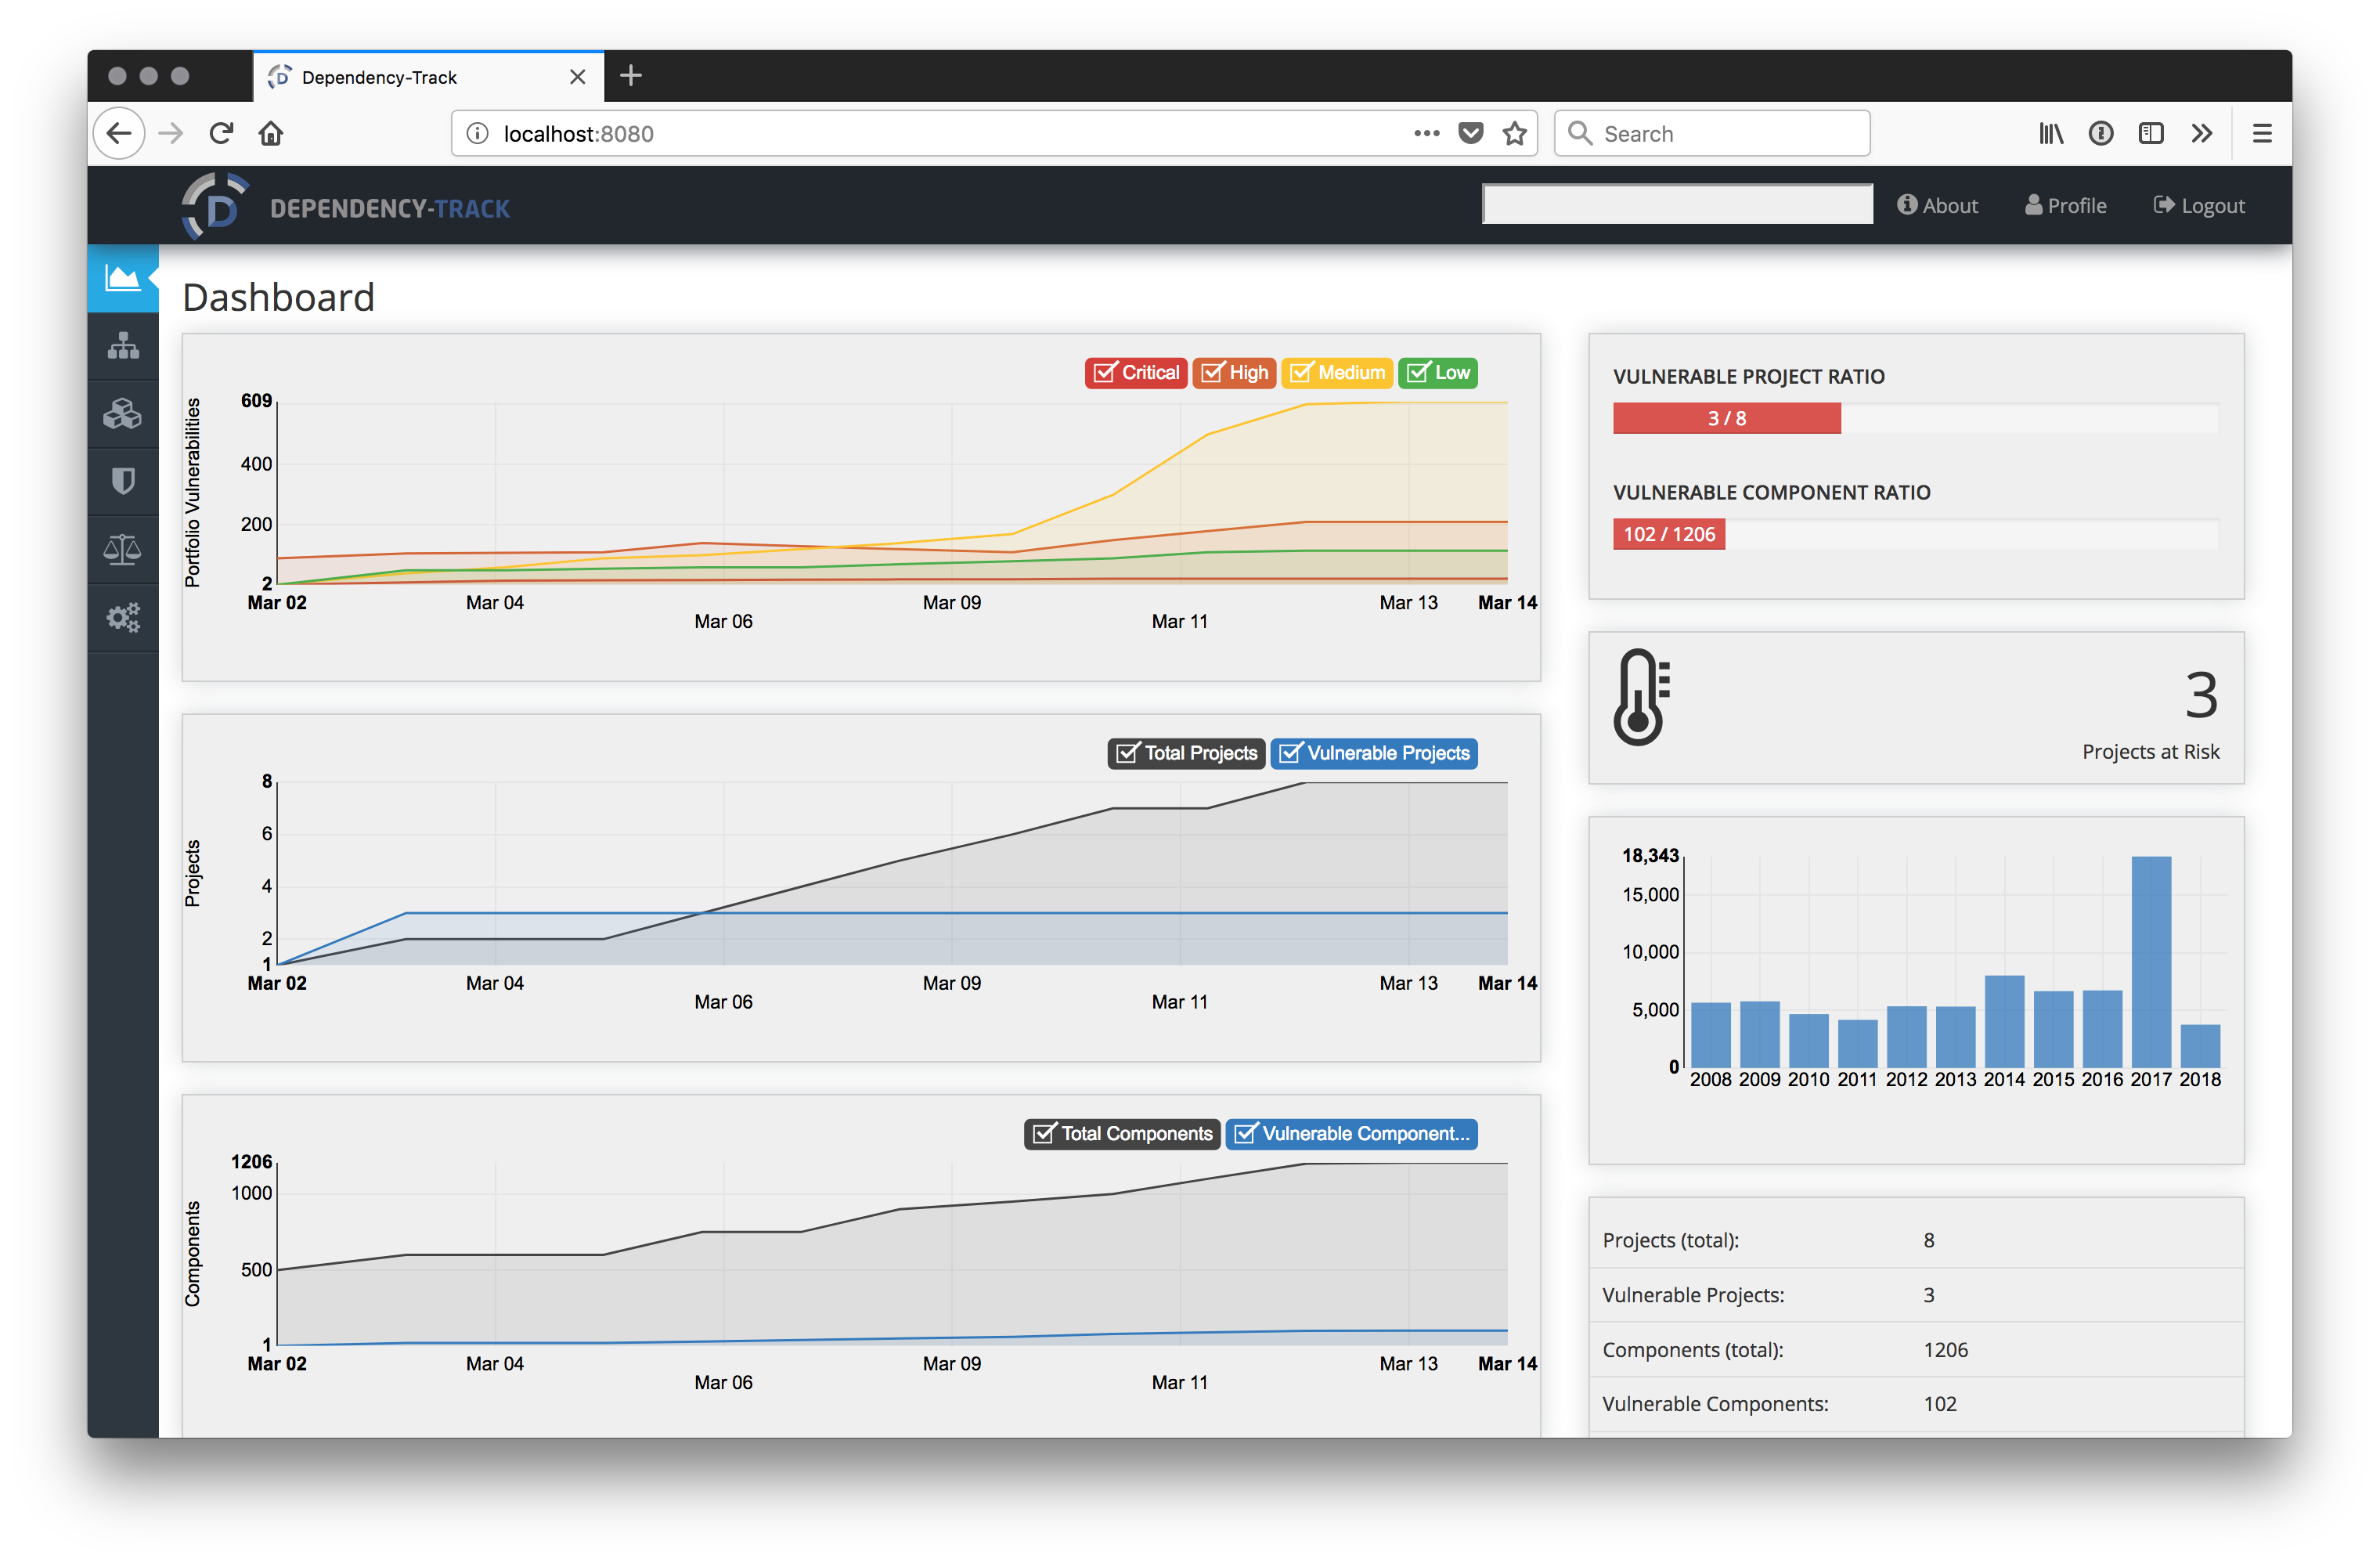 Dependency-Track
localhost:8080
Search
DEPENDENCY-TRACK
About
Profile
Logout
Dashboard
Critical
High
Medium
Low
Portfolio Vulnerabilities
609
400
200
2
Mar 02
Mar 04
Mar 06
Mar 09
Mar 11
Mar 13
Mar 14
VULNERABLE PROJECT RATIO
3 / 8
VULNERABLE COMPONENT RATIO
102 / 1206
3
Projects at Risk
Total Projects
Vulnerable Projects
Projects
8
6
4
2
1
Mar 02
Mar 04
Mar 06
Mar 09
Mar 11
Mar 13
Mar 14
18,343
15,000
10,000
5,000
0
2008 2009 2010 2011 2012 2013 2014 2015 2016 2017 2018
Total Components
Vulnerable Component...
Components
1206
1000
500
1
Mar 02
Mar 04
Mar 06
Mar 09
Mar 11
Mar 13
Mar 14
Projects (total): 8
Vulnerable Projects: 3
Components (total): 1206
Vulnerable Components: 102